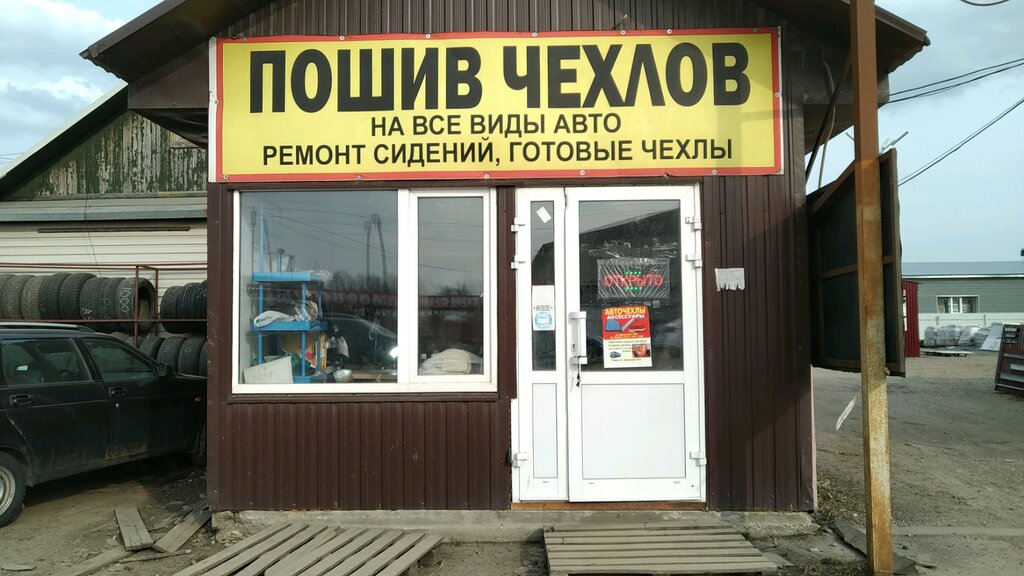 ПОШИВ ЧЕХЛОВ
НА ВСЕ ВИДЫ АВТО
РЕМОНТ СИДЕНИЙ, ГОТОВЫЕ ЧЕХЛЫ
ОТКРЫТО
АВТОЧЕХЛЫ
АКСЕССУАРЫ